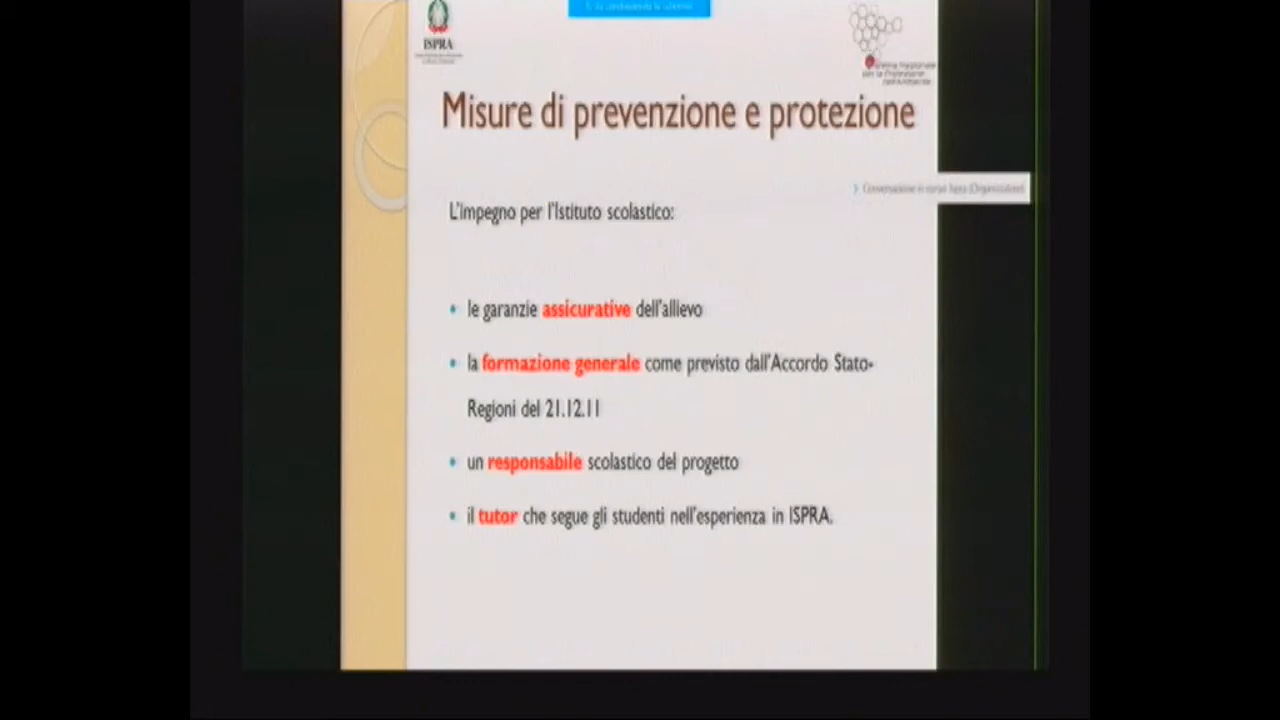 ISPRA
Misure di prevenzione e protezione
L'impegno per l'Istituto scolastico:
• le garanzie assicurative dell'allievo
• la formazione generale come previsto dall'Accordo Stato-
Regioni del 21.12.11
• un responsabile scolastico del progetto
• il tutor che segue gli studenti nell'esperienza in ISPRA.